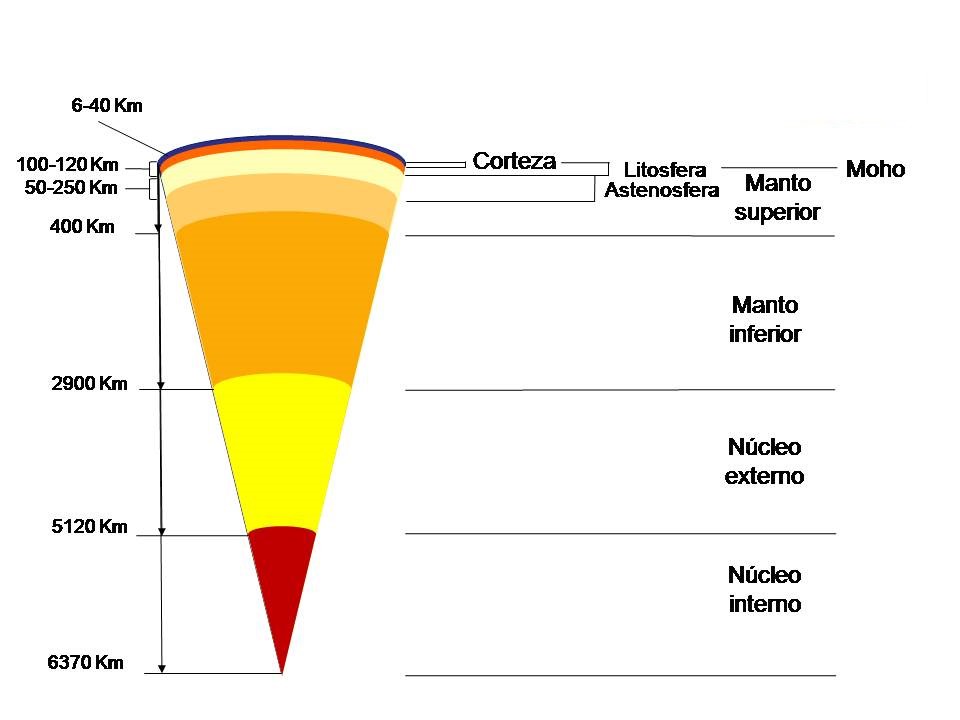 6-40 Km
100-120 Km
50-250 Km
400 Km
2900 Km
5120 Km
6370 Km
Corteza
Litosfera
Astenosfera
Moho
Manto
superior
Manto
inferior
Núcleo
externo
Núcleo
interno